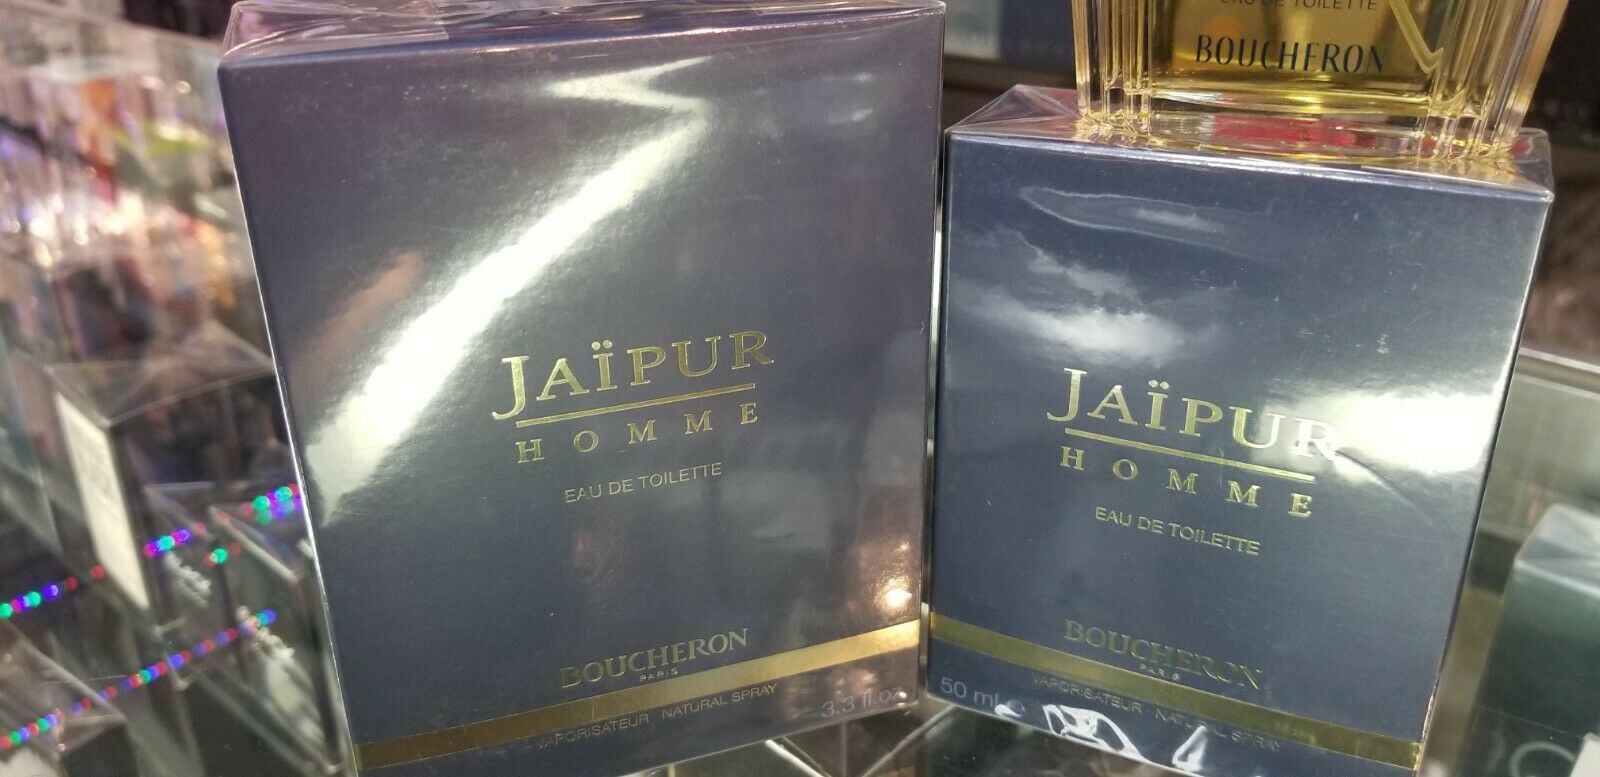 JAÏPUR
HOMME
EAU DE TOILETTE
BOUCHERON
PARIS
VAPORISATEUR NATURAL SPRAY
3.3 fl.oz
EAU DE TOILETTE
BOUCHERON
JAÏPUR
HOMME
EAU DE TOILETTE
BOUCHERON
PARIS
VAPORISATEUR NATURAL SPRAY
50 ml e